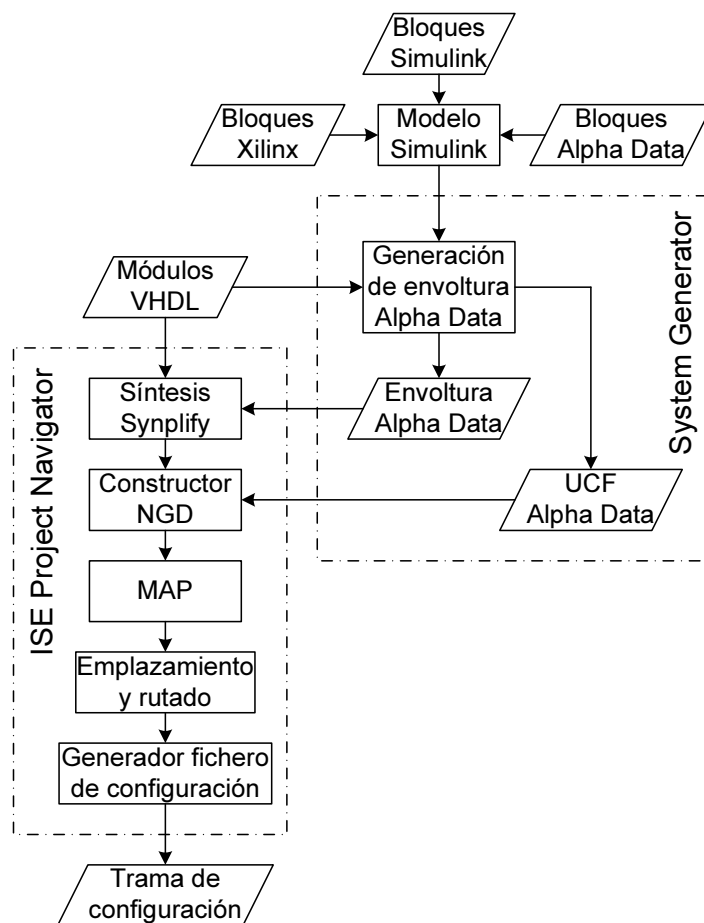 Bloques
Simulink
Bloques
Xilinx
Modelo
Simulink
Bloques
Alpha Data
System Generator
Módulos
VHDL
Generación
de envoltura
Alpha Data
ISE Project Navigator
Síntesis
Synplify
Envoltura
Alpha Data
Constructor
NGD
UCF
Alpha Data
MAP
Emplazamiento
y rutado
Generador fichero
de configuración
Trama de
configuración